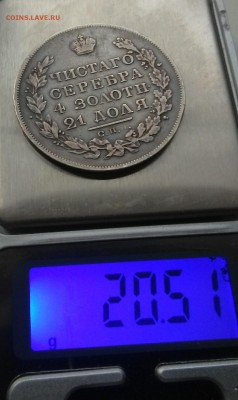 COINS.LAVE.RU
ЧИСТАГО
СЕРЕБРА
4 ЗОЛОТН.
21 ДОЛЯ
С.П.
20.51
g